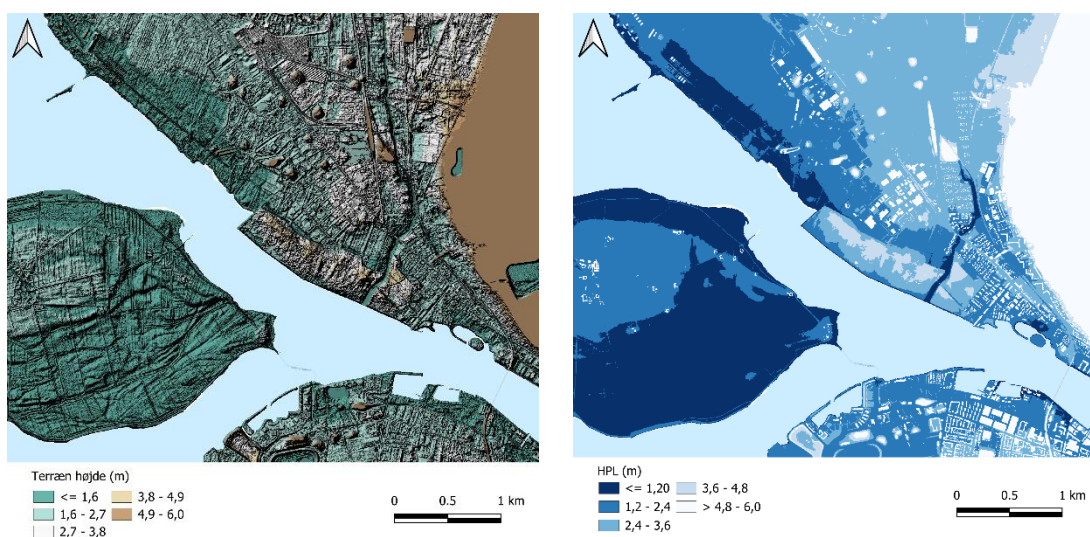 Terræn højde (m)
<= 1,6
3,8 - 4,9
1,6 - 2,7
4,9 - 6,0
2,7 - 3,8
0
0.5
1 km
HPL (m)
<= 1,20
3,6 - 4,8
1,2 - 2,4
> 4,8 - 6,0
2,4 - 3,6
0
0.5
1 km